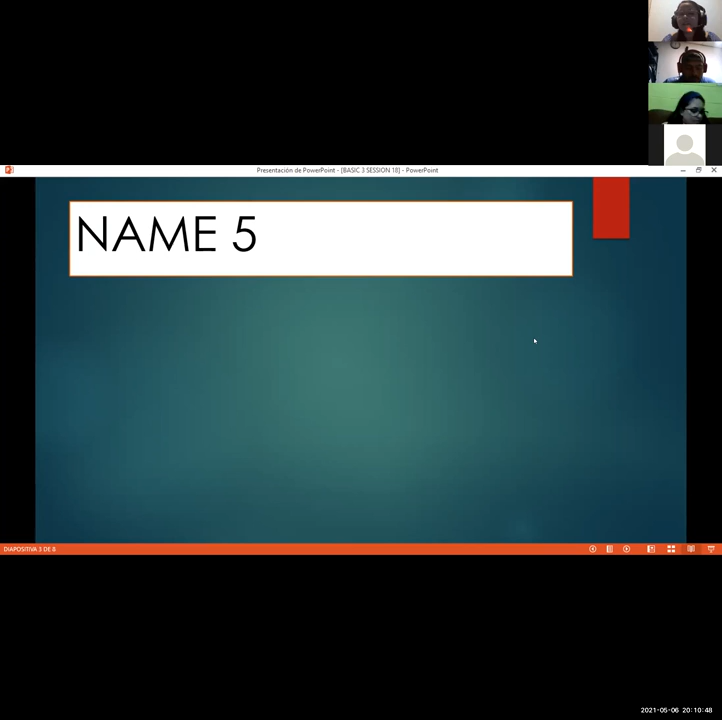 Presentación de PowerPoint - [BASIC 3 SESSION 18] - PowerPoint
NAME 5
DIAPOSITIVA 3 DE 8
2021-05-06 20:10:48